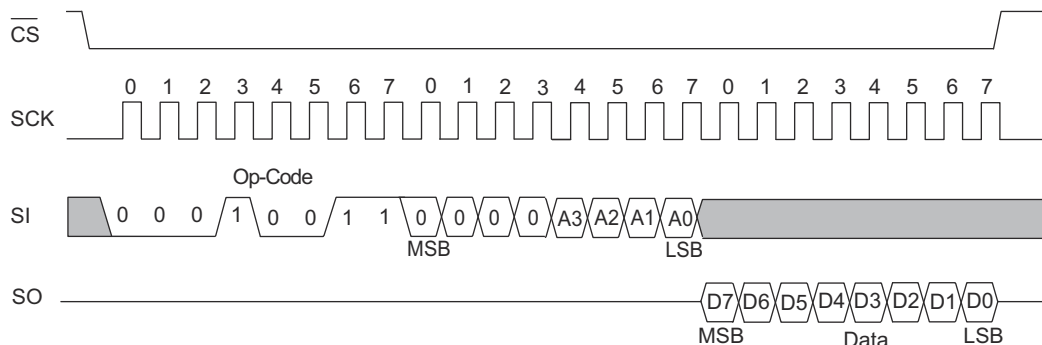 CS
0 1 2 3 4 5 6 7 0 1 2 3 4 5 6 7 0 1 2 3 4 5 6 7
SCK
Op-Code
SI 0 0 0 1 0 0 1 1 0 0 0 0 A3 A2 A1 A0
MSB LSB
SO D7 D6 D5 D4 D3 D2 D1 D0
MSB Data LSB